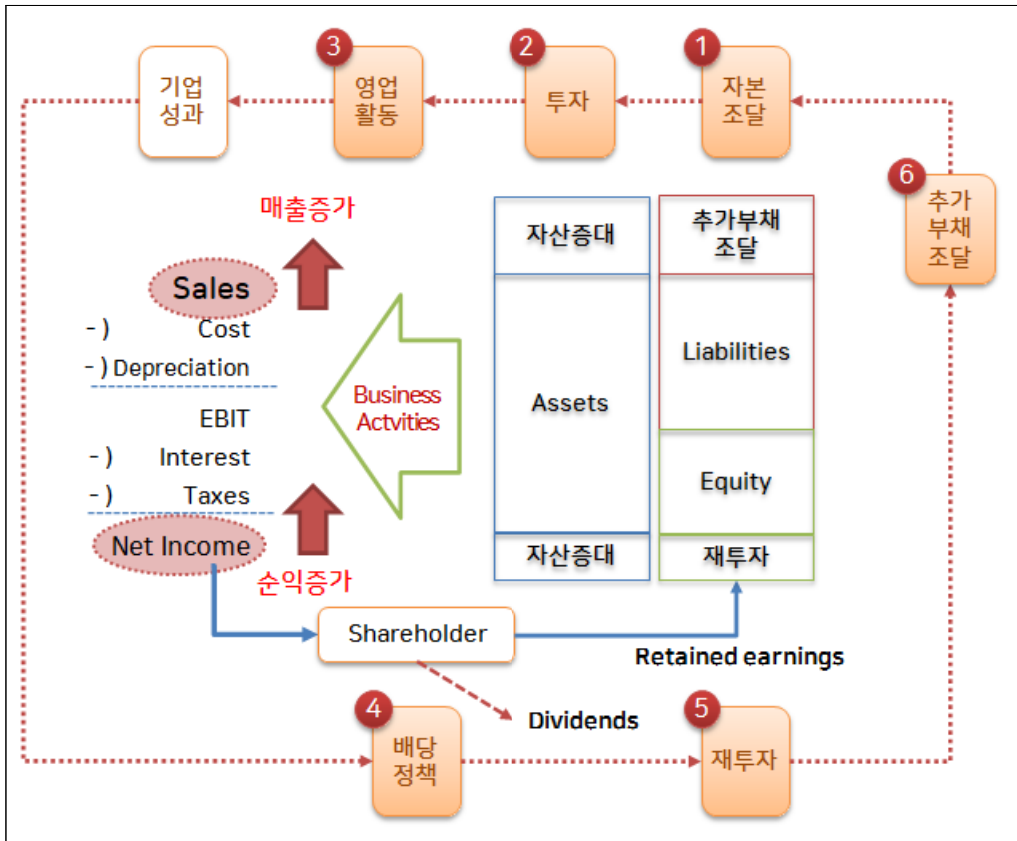 3
2
1
기업
성과
영업
활동
투자
자본
조달
6
추가
부채
조달
매출증가
자산증대
추가부채
조달
Sales
-) Cost
-) Depreciation
Liabilities
Business
Actvities
Assets
EBIT
-) Interest
Equity
-) Taxes
Net Income
자산증대
재투자
순익증가
Shareholder
Retained earnings
4
5
Dividends
배당
정책
재투자